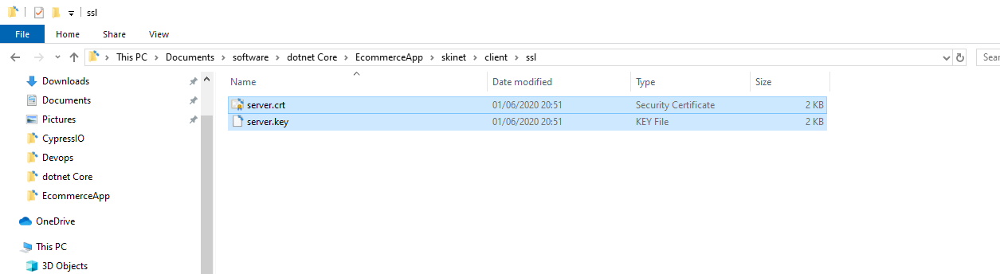 ssl
File Home Share View
This PC Documents software dotnet Core EcommerceApp skinet client ssl
Downloads
Documents
Pictures
CypressIO
Devops
dotnet Core
EcommerceApp
OneDrive
This PC
3D Objects
Name Date modified Type Size
server.crt 01/06/2020 20:51 Security Certificate 2 KB
server.key 01/06/2020 20:51 KEY File 2 KB